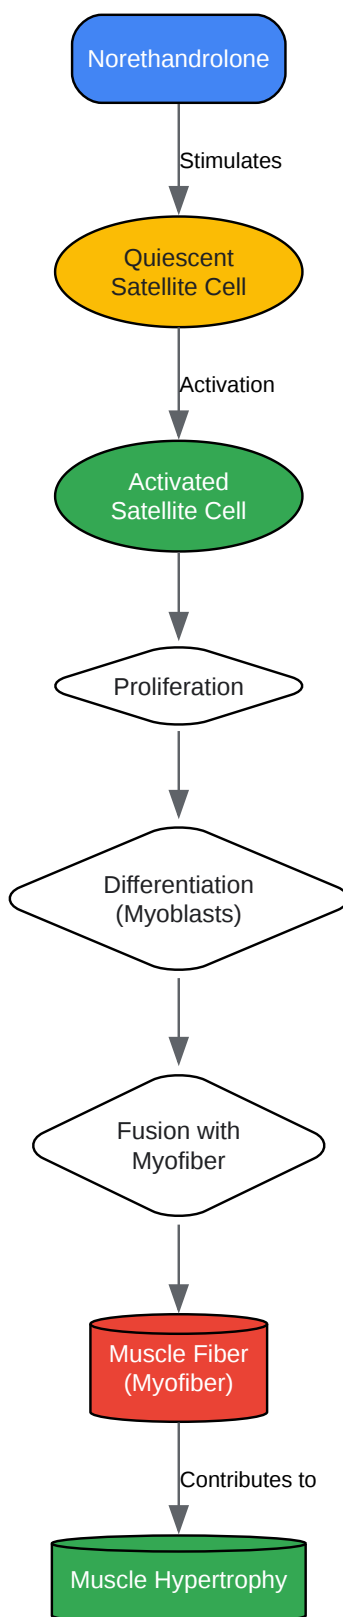 Norethandrolone
Stimulates
Quiescent
Satellite Cell
Activation
Activated
Satellite Cell
Proliferation
Differentiation
(Myoblasts)
Fusion with
Myofiber
Muscle Fiber
(Myofiber)
Contributes to
Muscle Hypertrophy